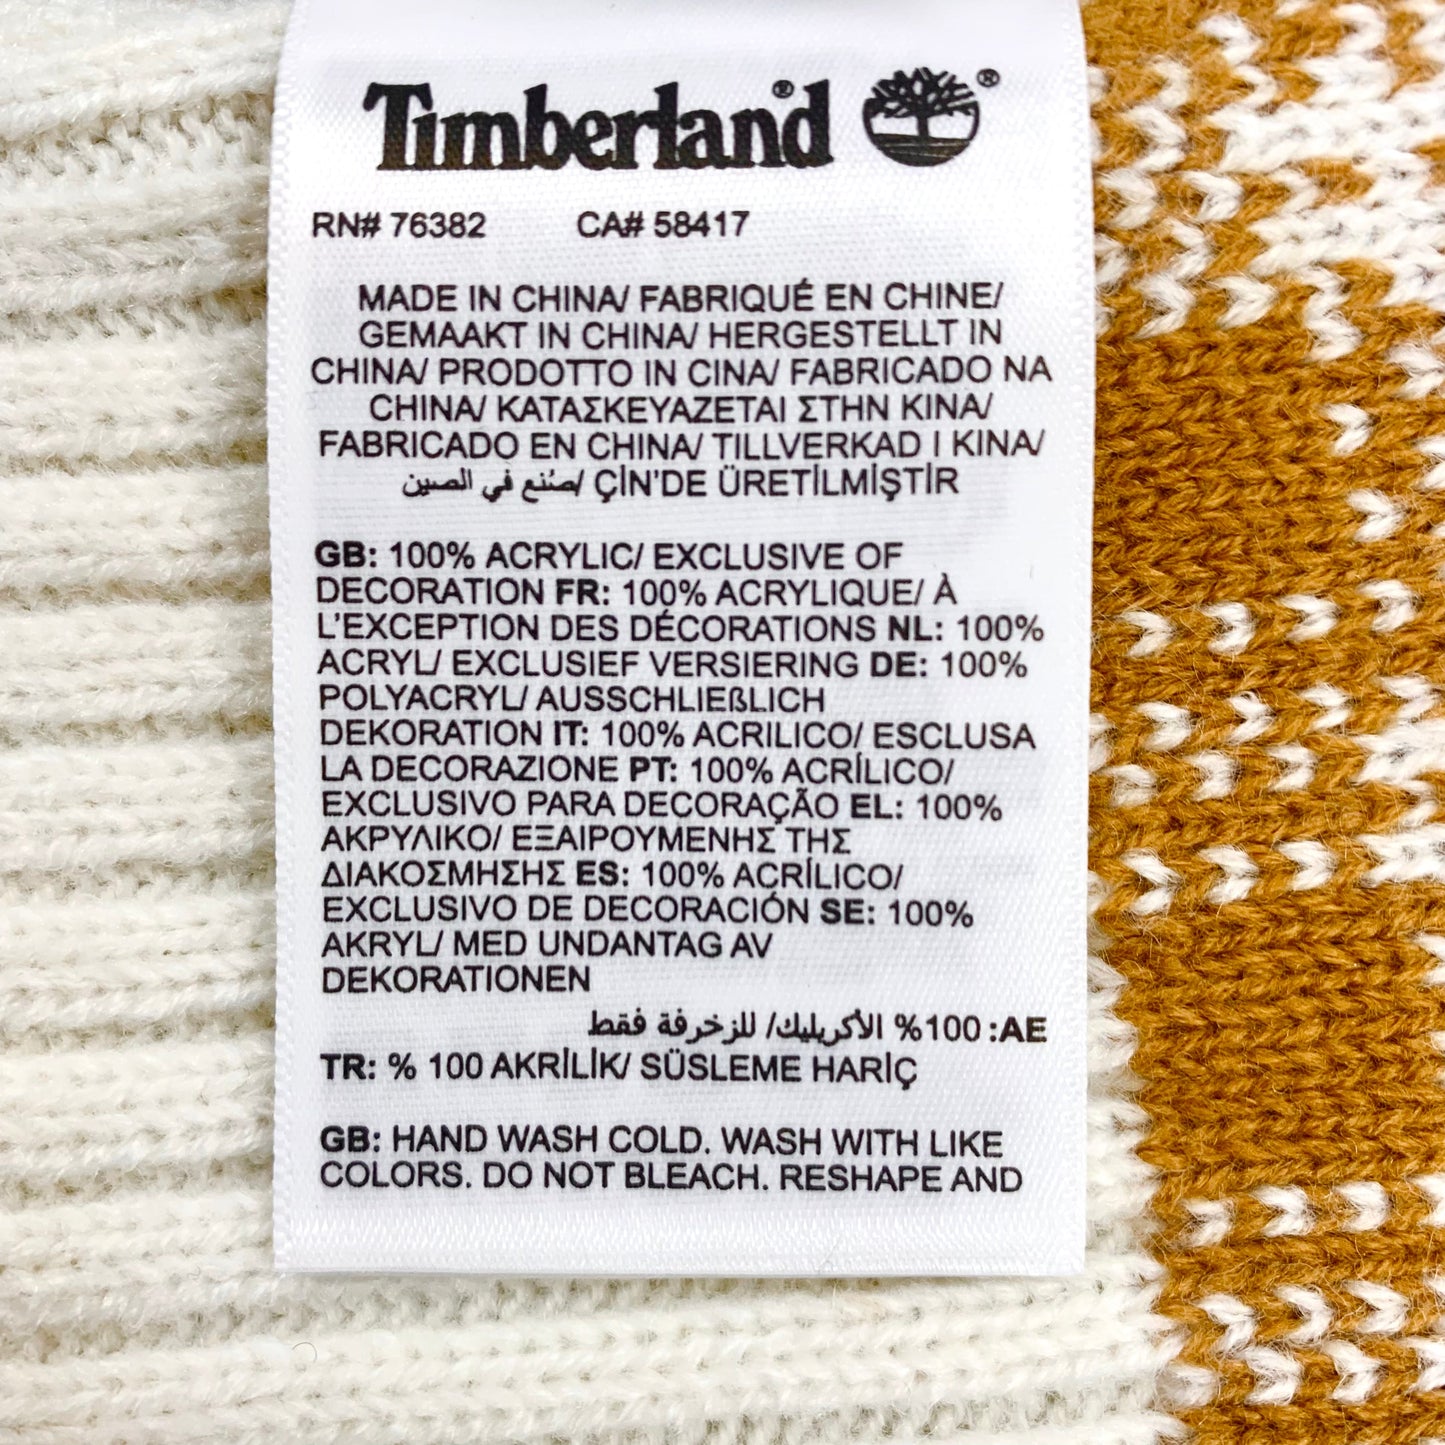 Timberland® ®
RN# 76382 CA# 58417
MADE IN CHINA/ FABRIQUÉ EN CHINE/
GEMAAKT IN CHINA/ HERGESTELLT IN
CHINA/ PRODOTTO IN CINA/ FABRICADO NA
CHINA/ ΚΑΤΑΣΚΕΥΑΖΕΤΑΙ ΣΤΗΝ ΚΙΝΑ/
FABRICADO EN CHINA/ TILLVERKAD I KINA/
صُنع في الصين/ ÇİN'DE ÜRETİLMİŞTİR
GB: 100% ACRYLIC/ EXCLUSIVE OF
DECORATION FR: 100% ACRYLIQUE/ À
L'EXCEPTION DES DÉCORATIONS NL: 100%
ACRYL/ EXCLUSIEF VERSIERING DE: 100%
POLYACRYL/ AUSSCHLIEßLICH
DEKORATION IT: 100% ACRILICO/ ESCLUSA
LA DECORAZIONE PT: 100% ACRÍLICO/
EXCLUSIVO PARA DECORAÇÃO EL: 100%
ΑΚΡΥΛΙΚΟ/ ΕΞΑΙΡΟΥΜΕΝΗΣ ΤΗΣ
ΔΙΑΚΟΣΜΗΣΗΣ ES: 100% ACRÍLICO/
EXCLUSIVO DE DECORACIÓN SE: 100%
AKRYL/ MED UNDANTAG AV
DEKORATIONEN
AE: 100% الأكريليك/ للزخرفة فقط
TR: % 100 AKRİLİK/ SÜSLEME HARİÇ
GB: HAND WASH COLD. WASH WITH LIKE
COLORS. DO NOT BLEACH. RESHAPE AND